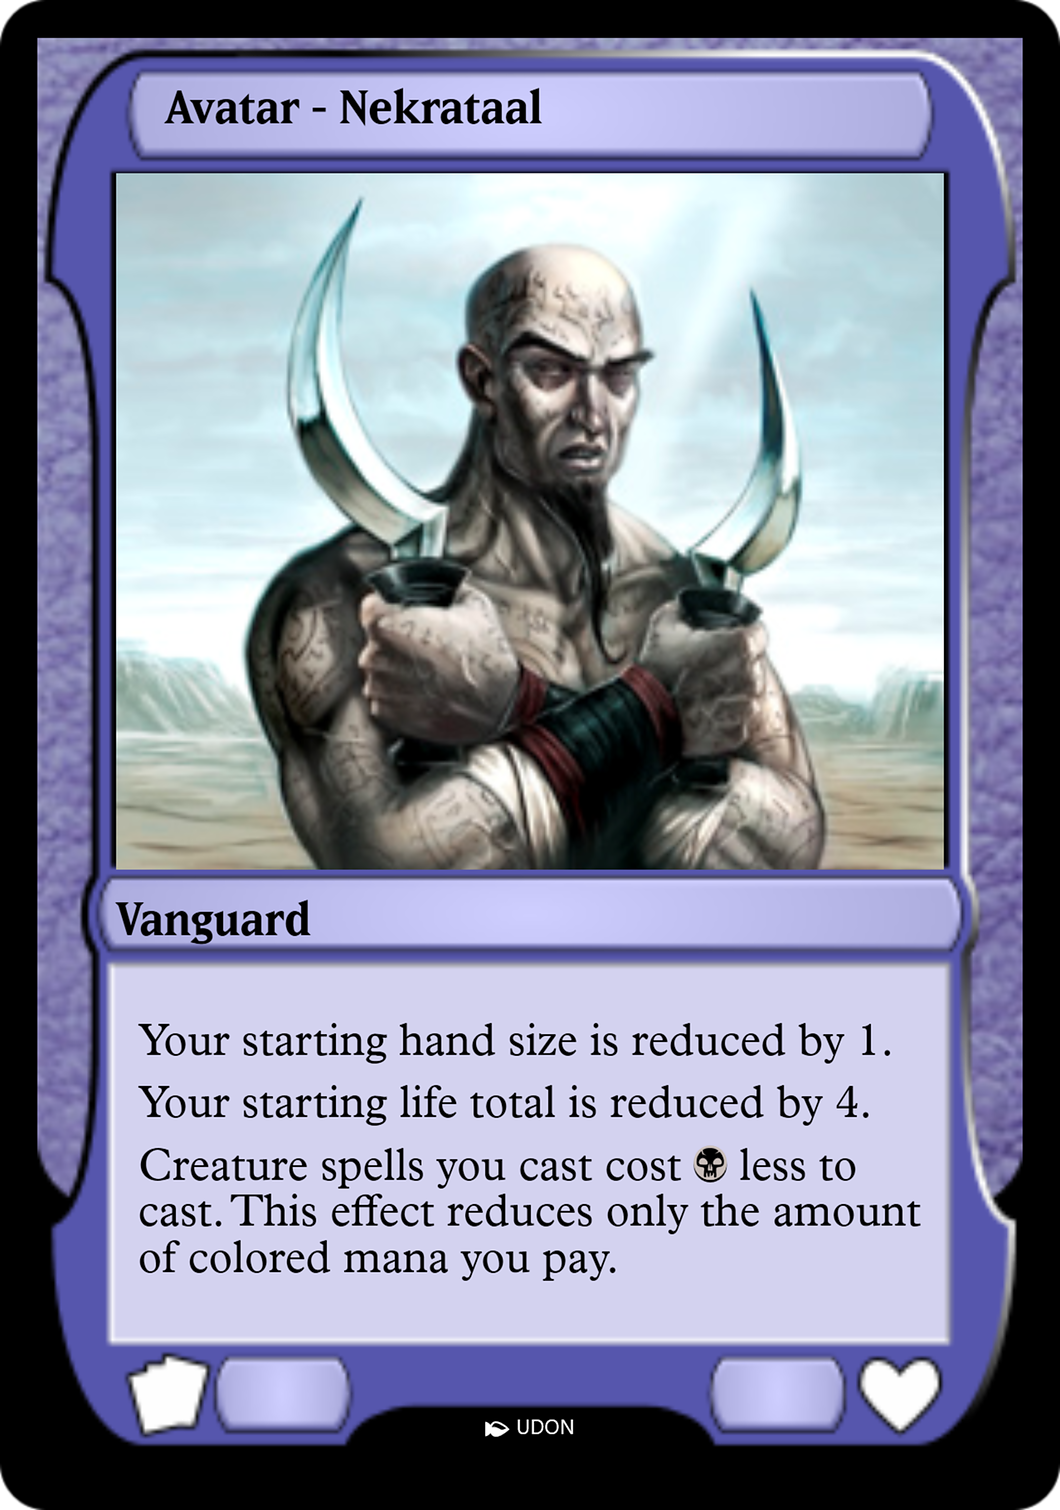 Avatar - Nekrataal
Vanguard
Your starting hand size is reduced by 1.
Your starting life total is reduced by 4.
Creature spells you cast cost less to
cast. This effect reduces only the amount
of colored mana you pay.
UDON